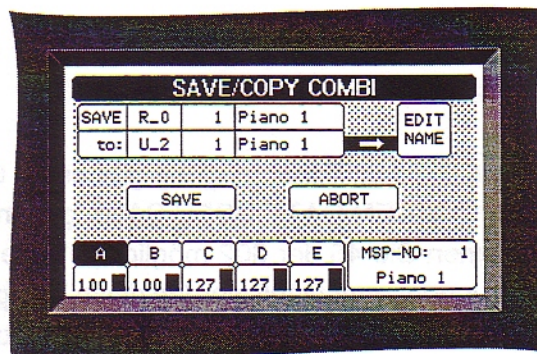 SAVE/COPY COMBI
SAVE R_0 1 Piano 1
to: U_2 1 Piano 1
EDIT
NAME
SAVE ABORT
A B C D E
100 100 127 127 127
MSP-NO: 1
Piano 1